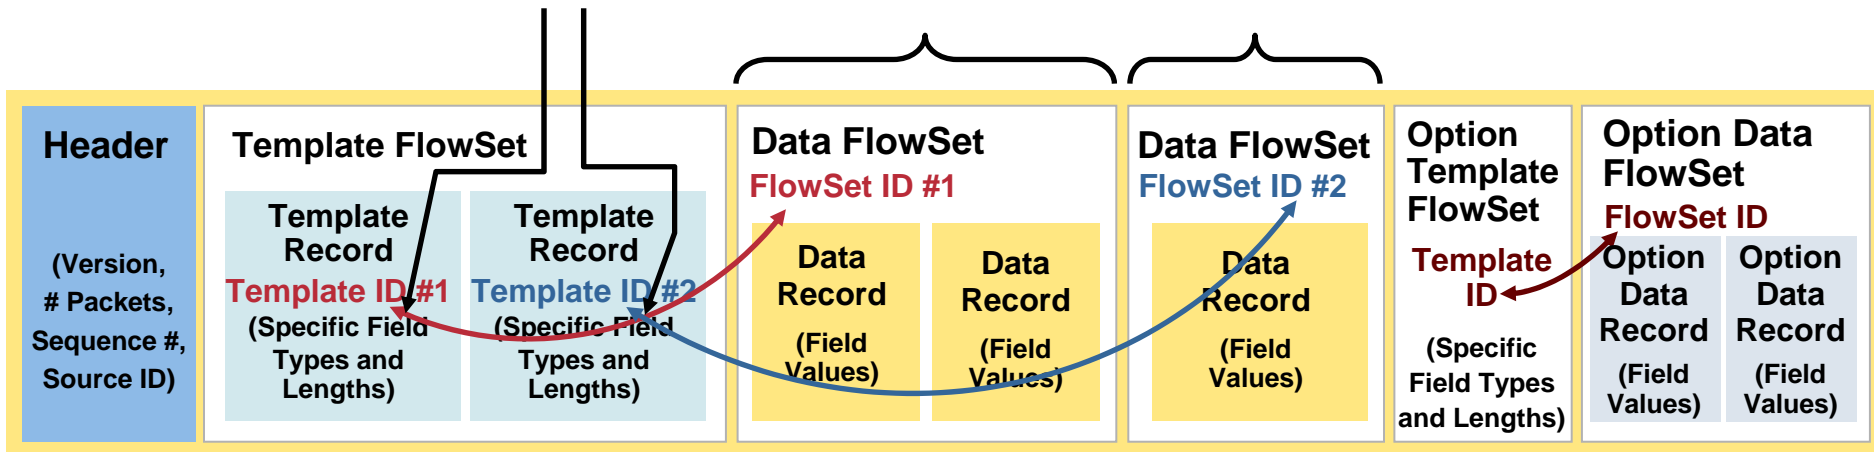 Header
(Version,
# Packets,
Sequence #,
Source ID)
Template FlowSet
Template
Record
Template ID #1
(Specific Field
Types and
Lengths)
Template
Record
Template ID #2
(Specific Field
Types and
Lengths)
Data FlowSet
FlowSet ID #1
Data
Record
(Field
Values)
Data
Record
(Field
Values)
Data FlowSet
FlowSet ID #2
Data
Record
(Field
Values)
Option
Template
FlowSet
Template
ID
(Specific
Field Types
and Lengths)
Option Data
FlowSet
FlowSet ID
Option
Data
Record
(Field
Values)
Option
Data
Record
(Field
Values)